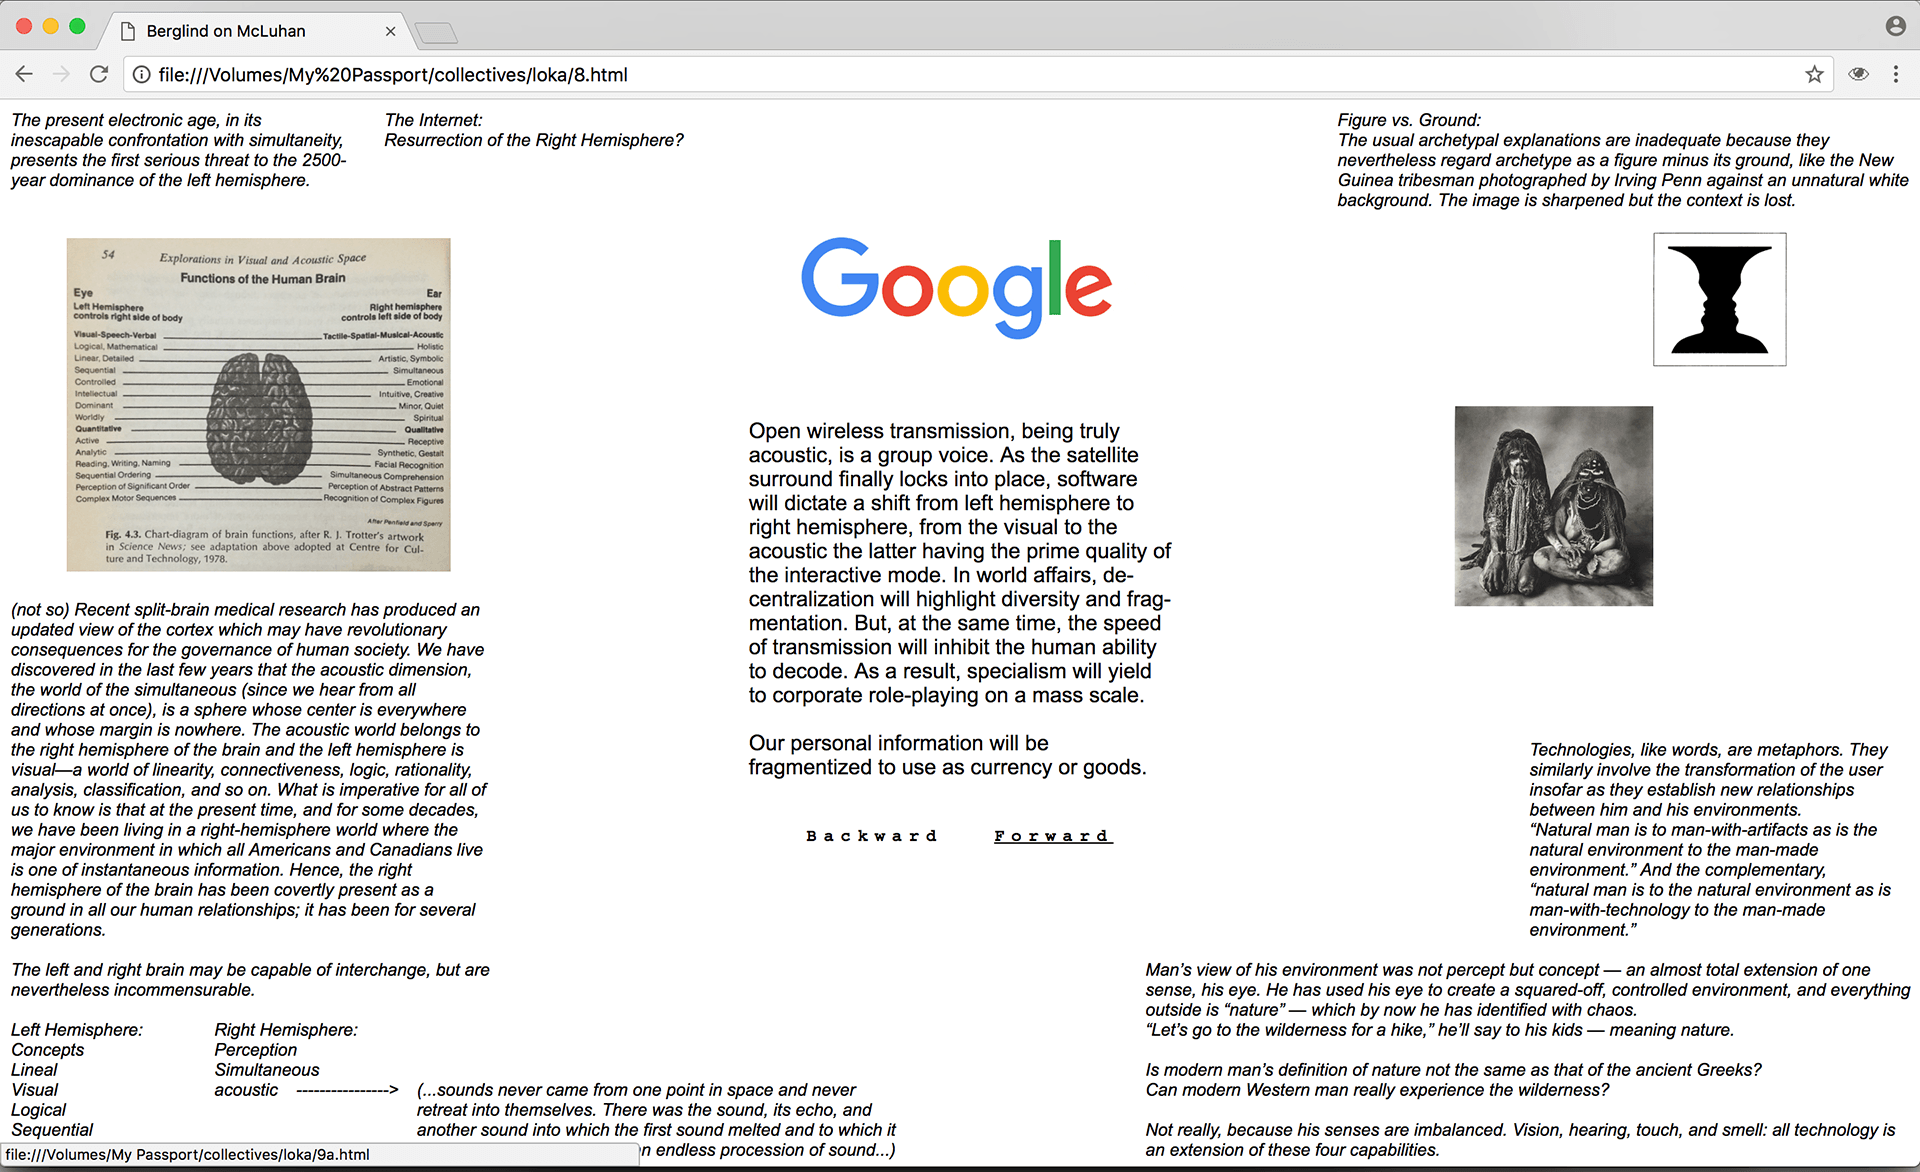 Berglind on McLuhan
file:///Volumes/My%20Passport/collectives/loka/8.html
The present electronic age, in its
inescapable confrontation with simultaneity,
presents the first serious threat to the 2500-
year dominance of the left hemisphere.
The Internet:
Resurrection of the Right Hemisphere?
Figure vs. Ground:
The usual archetypal explanations are inadequate because they
nevertheless regard archetype as a figure minus its ground, like the New
Guinea tribesman photographed by Irving Penn against an unnatural white
background. The image is sharpened but the context is lost.
54 Explorations in Visual and Acoustic Space
Functions of the Human Brain
Eye Ear
Left Hemisphere Right hemisphere
controls right side of body controls left side of body
Visual-Speech-Verbal Tactile-Spatial-Musical-Acoustic
Logical, Mathematical Holistic
Linear, Detailed Artistic, Symbolic
Sequential Simultaneous
Controlled Emotional
Intellectual Intuitive, Creative
Dominant Minor, Quiet
Worldly Spiritual
Quantitative Qualitative
Active Receptive
Analytic Synthetic, Gestalt
Reading, Writing, Naming Facial Recognition
Sequential Ordering Simultaneous Comprehension
Perception of Significant Order Perception of Abstract Patterns
Complex Motor Sequences Recognition of Complex Figures
After Penfield and Sperry
Fig. 4.3. Chart-diagram of brain functions, after R. J. Trotter's artwork
in Science News; see adaptation above adopted at Centre for Cul-
ture and Technology, 1978.
Google
Open wireless transmission, being truly
acoustic, is a group voice. As the satellite
surround finally locks into place, software
will dictate a shift from left hemisphere to
right hemisphere, from the visual to the
acoustic the latter having the prime quality of
the interactive mode. In world affairs, de-
centralization will highlight diversity and frag-
mentation. But, at the same time, the speed
of transmission will inhibit the human ability
to decode. As a result, specialism will yield
to corporate role-playing on a mass scale.
Our personal information will be
fragmentized to use as currency or goods.
Backward Forward
(not so) Recent split-brain medical research has produced an
updated view of the cortex which may have revolutionary
consequences for the governance of human society. We have
discovered in the last few years that the acoustic dimension,
the world of the simultaneous (since we hear from all
directions at once), is a sphere whose center is everywhere
and whose margin is nowhere. The acoustic world belongs to
the right hemisphere of the brain and the left hemisphere is
visual—a world of linearity, connectiveness, logic, rationality,
analysis, classification, and so on. What is imperative for all of
us to know is that at the present time, and for some decades,
we have been living in a right-hemisphere world where the
major environment in which all Americans and Canadians live
is one of instantaneous information. Hence, the right
hemisphere of the brain has been covertly present as a
ground in all our human relationships; it has been for several
generations.
The left and right brain may be capable of interchange, but are
nevertheless incommensurable.
Left Hemisphere: Right Hemisphere:
Concepts Perception
Lineal Simultaneous
Visual acoustic ---------------->
Logical
Sequential
(...sounds never came from one point in space and never
retreat into themselves. There was the sound, its echo, and
another sound into which the first sound melted and to which it
n endless procession of sound...)
Technologies, like words, are metaphors. They
similarly involve the transformation of the user
insofar as they establish new relationships
between him and his environments.
“Natural man is to man-with-artifacts as is the
natural environment to the man-made
environment.” And the complementary,
“natural man is to the natural environment as is
man-with-technology to the man-made
environment.”
Man’s view of his environment was not percept but concept — an almost total extension of one
sense, his eye. He has used his eye to create a squared-off, controlled environment, and everything
outside is “nature” — which by now he has identified with chaos.
“Let’s go to the wilderness for a hike,” he’ll say to his kids — meaning nature.
Is modern man’s definition of nature not the same as that of the ancient Greeks?
Can modern Western man really experience the wilderness?
Not really, because his senses are imbalanced. Vision, hearing, touch, and smell: all technology is
an extension of these four capabilities.
file:///Volumes/My Passport/collectives/loka/9a.html